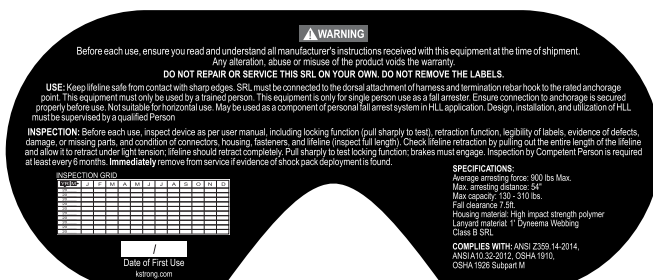 WARNING
Before each use, ensure you read and understand all manufacturer's instructions received with this equipment at the time of shipment.
Any alteration, abuse or misuse of the product voids the warranty.
DO NOT REPAIR OR SERVICE THIS SRL ON YOUR OWN. DO NOT REMOVE THE LABELS.
USE: Keep lifeline safe from contact with sharp edges. SRL must be connected to the dorsal attachment of harness and termination rebar hook to the rated anchorage
point. This equipment must only be used by a trained person. This equipment is only for single person use as a fall arrester. Ensure connection to anchorage is secured
properly before use. Not suitable for horizontal use. May be used as a component of personal fall arrest system in HLL application. Design, installation, and utilization of HLL
must be supervised by a qualified Person
INSPECTION: Before each use, inspect device as per user manual, including locking function (pull sharply to test), retraction function, legibility of labels, evidence of defects,
damage, or missing parts, and condition of connectors, housing, fasteners, and lifeline (inspect full length). Check lifeline retraction by pulling out the entire length of the lifeline
and allow it to retract under light tension; lifeline should retract completely. Pull sharply to test locking function; brakes must engage. Inspection by Competent Person is required
at least every 6 months. Immediately remove from service if evidence of shock pack deployment is found.
INSPECTION GRID
J F M A M J J A S O N D
/
Date of First Use
kstrong.com
SPECIFICATIONS:
Average arresting force: 900 lbs Max.
Max. arresting distance: 54"
Max capacity: 130 - 310 lbs.
Fall clearance 7.5ft.
Housing material: High impact strength polymer
Lanyard material: 1' Dyneema Webbing
Class B SRL
COMPLIES WITH: ANSI Z359.14-2014,
ANSI A10.32-2012, OSHA 1910,
OSHA 1926 Subpart M